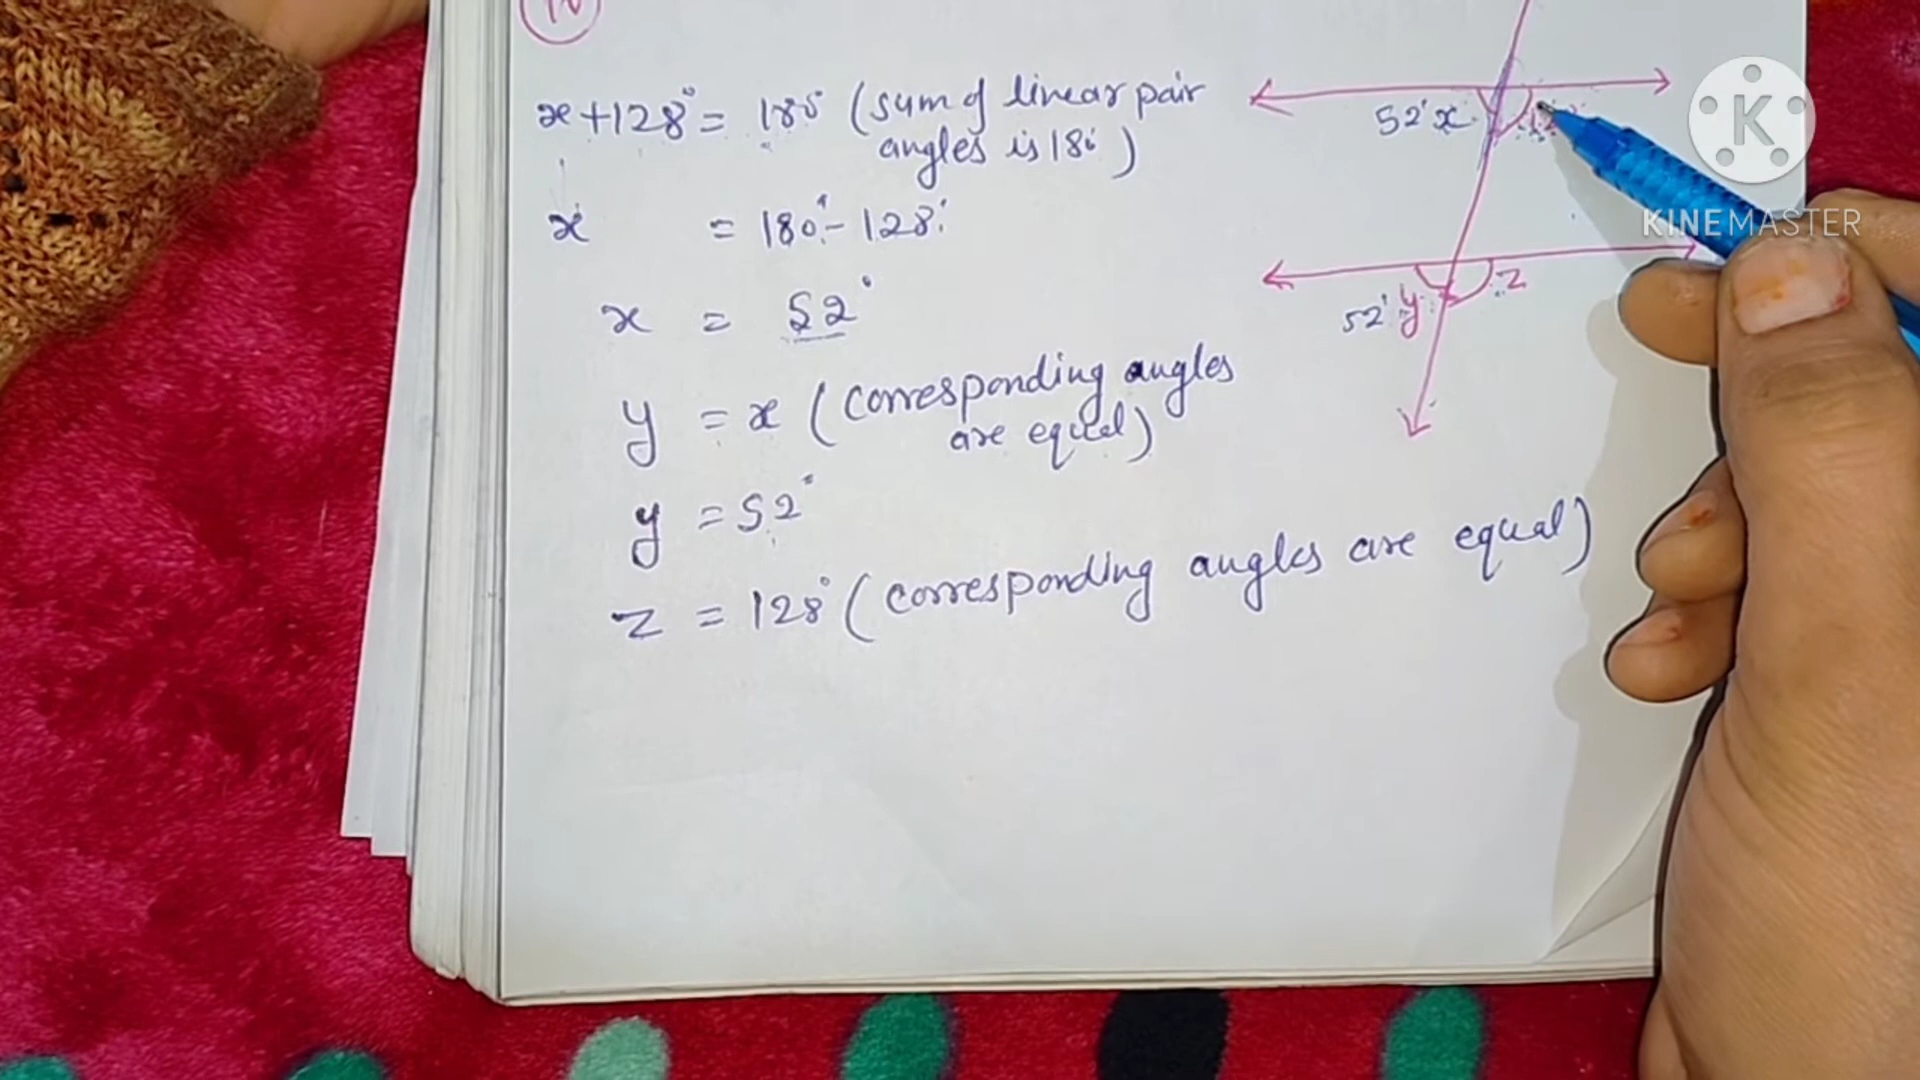 x + 128° = 180° (sum of linear pair
angles is 180°)
x = 180° - 128°
x = 52°
y = x (corresponding angles
are equal)
y = 52°
z = 128° (corresponding angles are equal)
52° x
52° y z
K
KINEMASTER